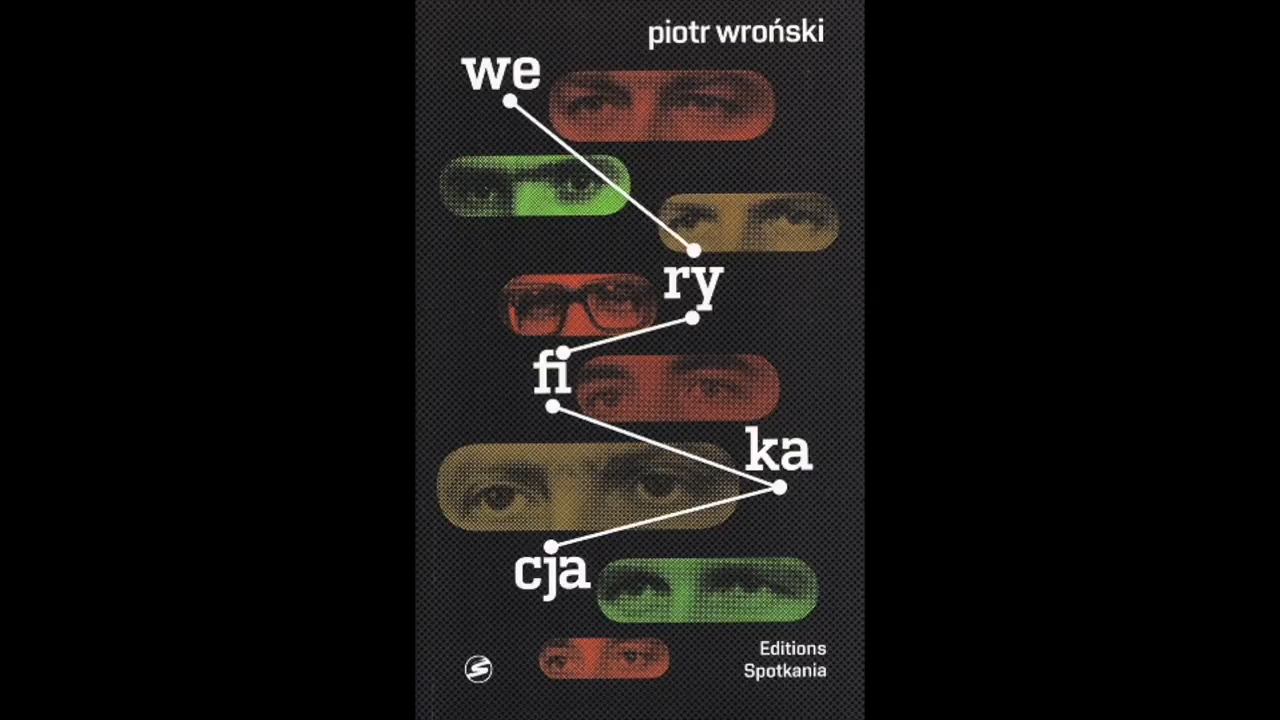 piotr wroński
we
ry
fi
ka
cja
Editions
Spotkania